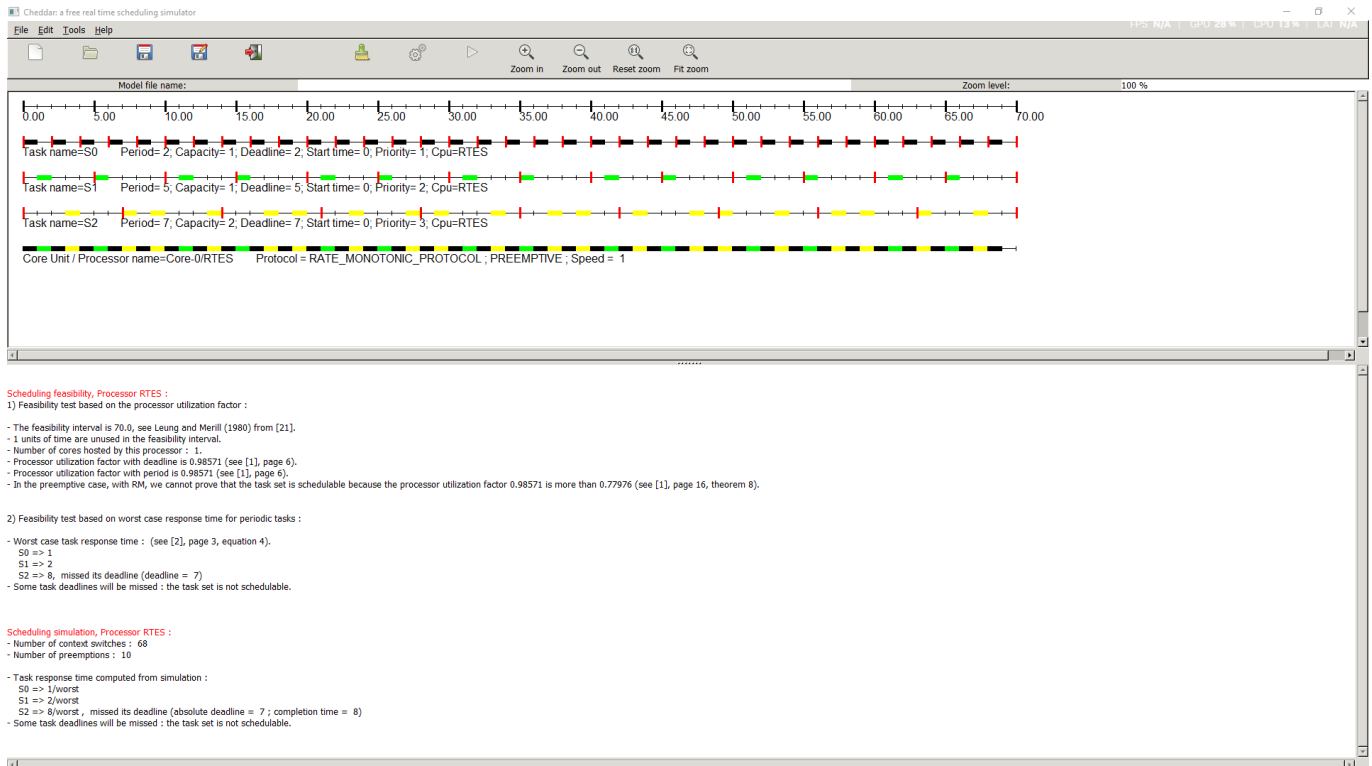 Cheddar: a free real time scheduling simulator
FPS N/A | GPU 28% | CPU 13% | LAT N/A
File Edit Tools Help
Zoom in Zoom out Reset zoom Fit zoom
Model file name: Zoom level: 100 %
0.00 5.00 10.00 15.00 20.00 25.00 30.00 35.00 40.00 45.00 50.00 55.00 60.00 65.00 70.00
Task name=S0 Period= 2; Capacity= 1; Deadline= 2; Start time= 0; Priority= 1; Cpu=RTES
Task name=S1 Period= 5; Capacity= 1; Deadline= 5; Start time= 0; Priority= 2; Cpu=RTES
Task name=S2 Period= 7; Capacity= 2; Deadline= 7; Start time= 0; Priority= 3; Cpu=RTES
Core Unit / Processor name=Core-0/RTES Protocol = RATE_MONOTONIC_PROTOCOL ; PREEMPTIVE ; Speed = 1
Scheduling feasibility, Processor RTES :
1) Feasibility test based on the processor utilization factor :
- The feasibility interval is 70.0, see Leung and Merill (1980) from [21].
- 1 units of time are unused in the feasibility interval.
- Number of cores hosted by this processor : 1.
- Processor utilization factor with deadline is 0.98571 (see [1], page 6).
- Processor utilization factor with period is 0.98571 (see [1], page 6).
- In the preemptive case, with RM, we cannot prove that the task set is schedulable because the processor utilization factor 0.98571 is more than 0.77976 (see [1], page 16, theorem 8).
2) Feasibility test based on worst case response time for periodic tasks :
- Worst case task response time : (see [2], page 3, equation 4).
S0 => 1
S1 => 2
S2 => 8, missed its deadline (deadline = 7)
- Some task deadlines will be missed : the task set is not schedulable.
Scheduling simulation, Processor RTES :
- Number of context switches : 68
- Number of preemptions : 10
- Task response time computed from simulation :
S0 => 1/worst
S1 => 2/worst
S2 => 8/worst , missed its deadline (absolute deadline = 7 ; completion time = 8)
- Some task deadlines will be missed : the task set is not schedulable.